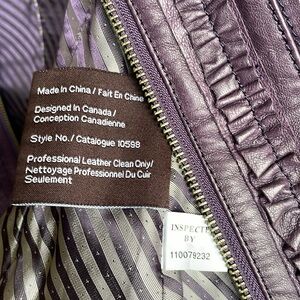 Made In China / Fait En Chine
Designed In Canada /
Conception Canadienne
Style No. / Catalogue 10598
Professional Leather Clean Only/
Nettoyage Professionnel Du Cuir
Seulement
INSPECTED
BY
110079232